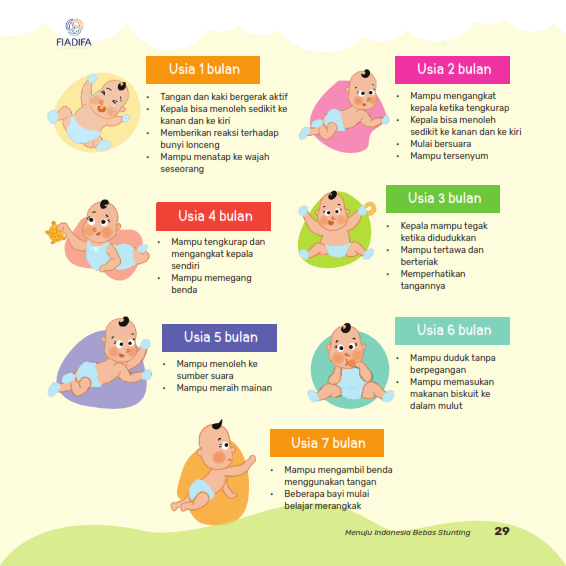 FIADIFA
Usia 1 bulan
• Tangan dan kaki bergerak aktif
• Kepala bisa menoleh sedikit ke
kanan dan ke kiri
• Memberikan reaksi terhadap
bunyi lonceng
• Mampu menatap ke wajah
seseorang
Usia 2 bulan
• Mampu mengangkat
kepala ketika tengkurap
• Kepala bisa menoleh
sedikit ke kanan dan ke kiri
• Mulai bersuara
• Mampu tersenyum
Usia 3 bulan
• Kepala mampu tegak
ketika didudukkan
• Mampu tertawa dan
berteriak
• Memperhatikan
tangannya
Usia 4 bulan
• Mampu tengkurap dan
mengangkat kepala
sendiri
• Mampu memegang
benda
Usia 5 bulan
• Mampu menoleh ke
sumber suara
• Mampu meraih mainan
Usia 6 bulan
• Mampu duduk tanpa
berpegangan
• Mampu memasukan
makanan biskuit ke
dalam mulut
Usia 7 bulan
• Mampu mengambil benda
menggunakan tangan
• Beberapa bayi mulai
belajar merangkak
Menuju Indonesia Bebas Stunting 29